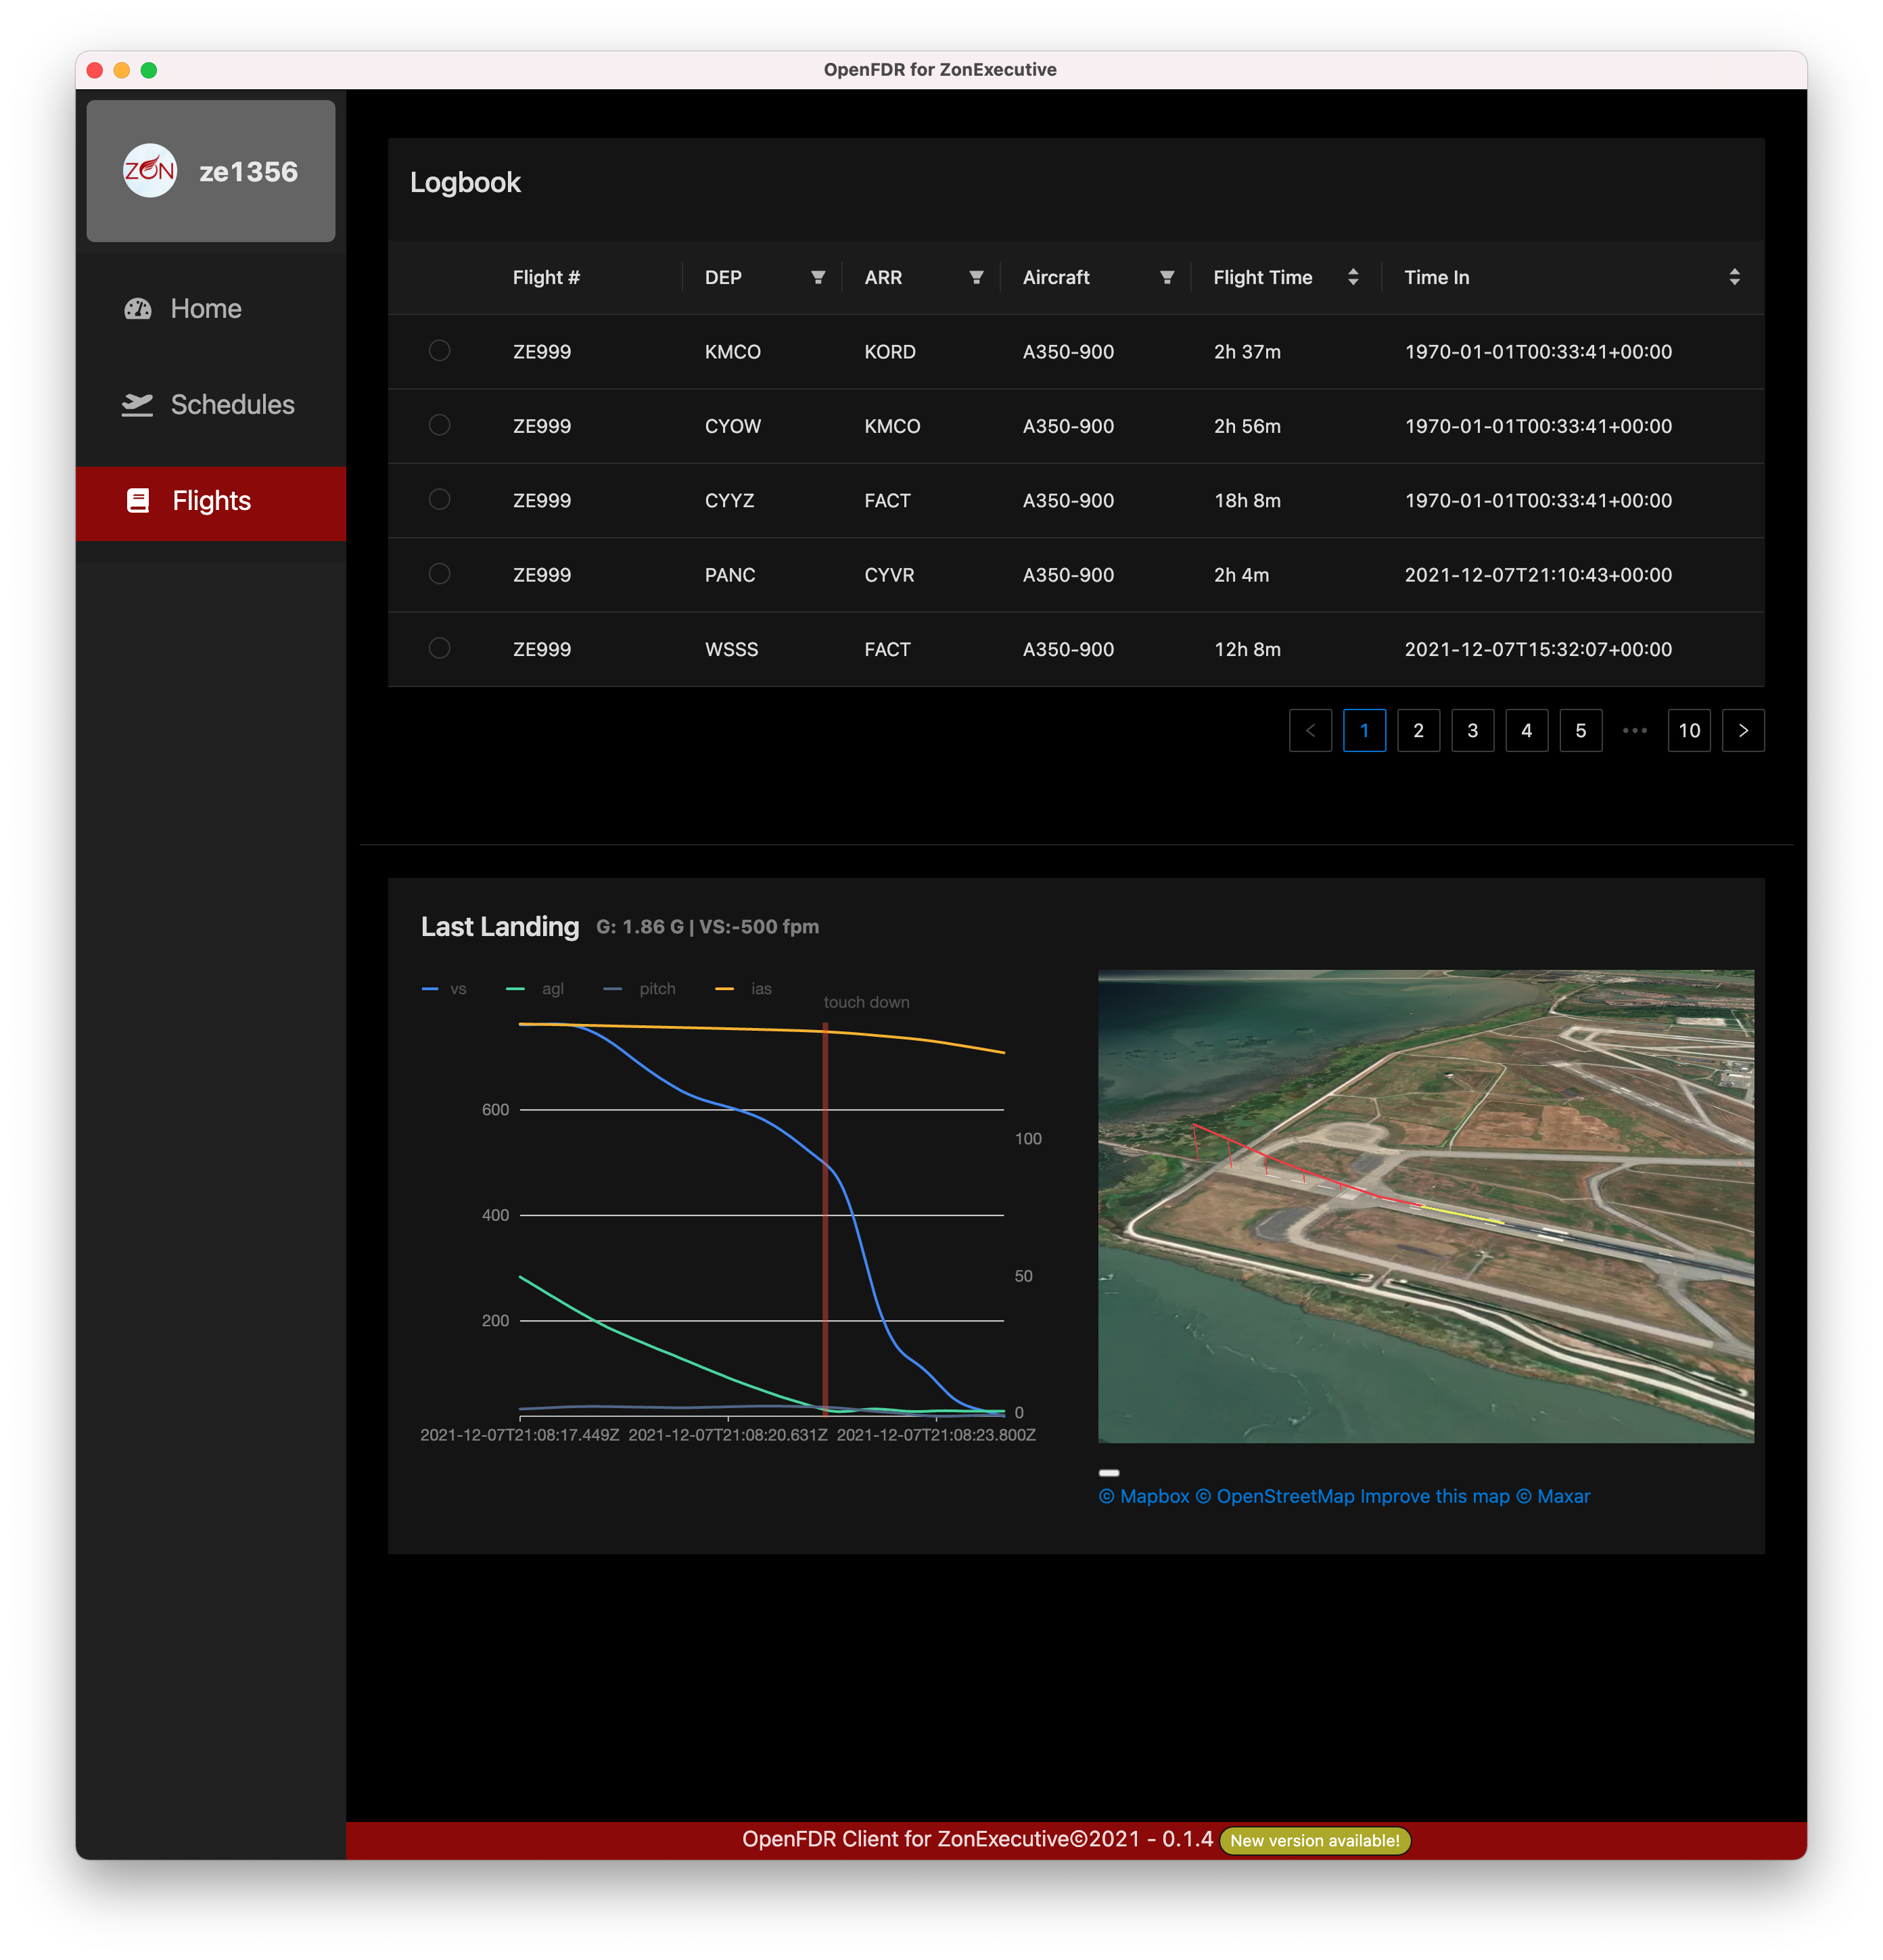 OpenFDR for ZonExecutive
ZON
ze1356
Home
Schedules
Flights
Logbook
Flight # DEP ARR Aircraft Flight Time Time In
ZE999 KMCO KORD A350-900 2h 37m 1970-01-01T00:33:41+00:00
ZE999 CYOW KMCO A350-900 2h 56m 1970-01-01T00:33:41+00:00
ZE999 CYYZ FACT A350-900 18h 8m 1970-01-01T00:33:41+00:00
ZE999 PANC CYVR A350-900 2h 4m 2021-12-07T21:10:43+00:00
ZE999 WSSS FACT A350-900 12h 8m 2021-12-07T15:32:07+00:00
< 1 2 3 4 5 ••• 10 >
Last Landing G: 1.86 G | VS:-500 fpm
vs agl pitch ias
touch down
600
100
400
50
200
0
2021-12-07T21:08:17.449Z 2021-12-07T21:08:20.631Z 2021-12-07T21:08:23.800Z
© Mapbox © OpenStreetMap Improve this map © Maxar
OpenFDR Client for ZonExecutive©2021 - 0.1.4 New version available!